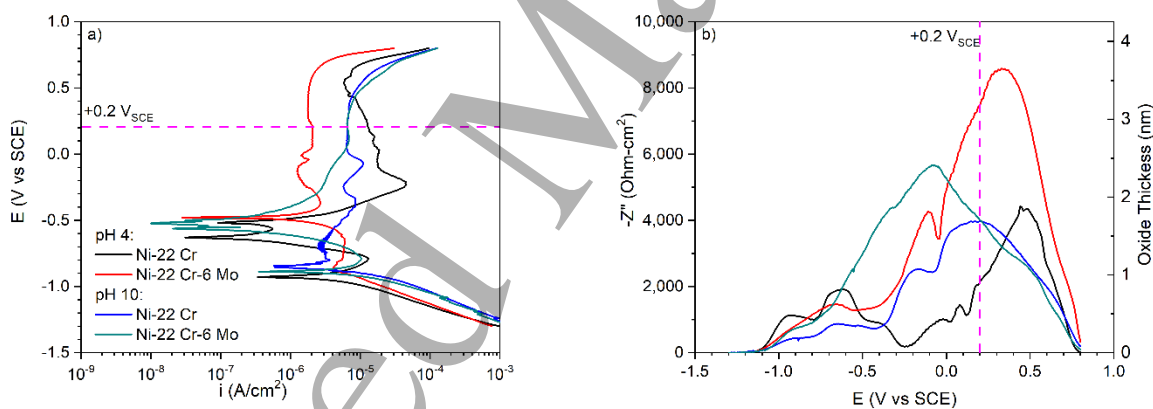 a)
E (V vs SCE)
1.0
0.5
0.0
-0.5
-1.0
-1.5
+0.2 V_SCE
pH 4:
Ni-22 Cr
Ni-22 Cr-6 Mo
pH 10:
Ni-22 Cr
Ni-22 Cr-6 Mo
10^-9 10^-8 10^-7 10^-6 10^-5 10^-4 10^-3
i (A/cm²)
b)
-Z'' (Ohm-cm²)
10,000
8,000
6,000
4,000
2,000
0
+0.2 V_SCE
4
3
2
1
0
Oxide Thickess (nm)
-1.5 -1.0 -0.5 0.0 0.5 1.0
E (V vs SCE)